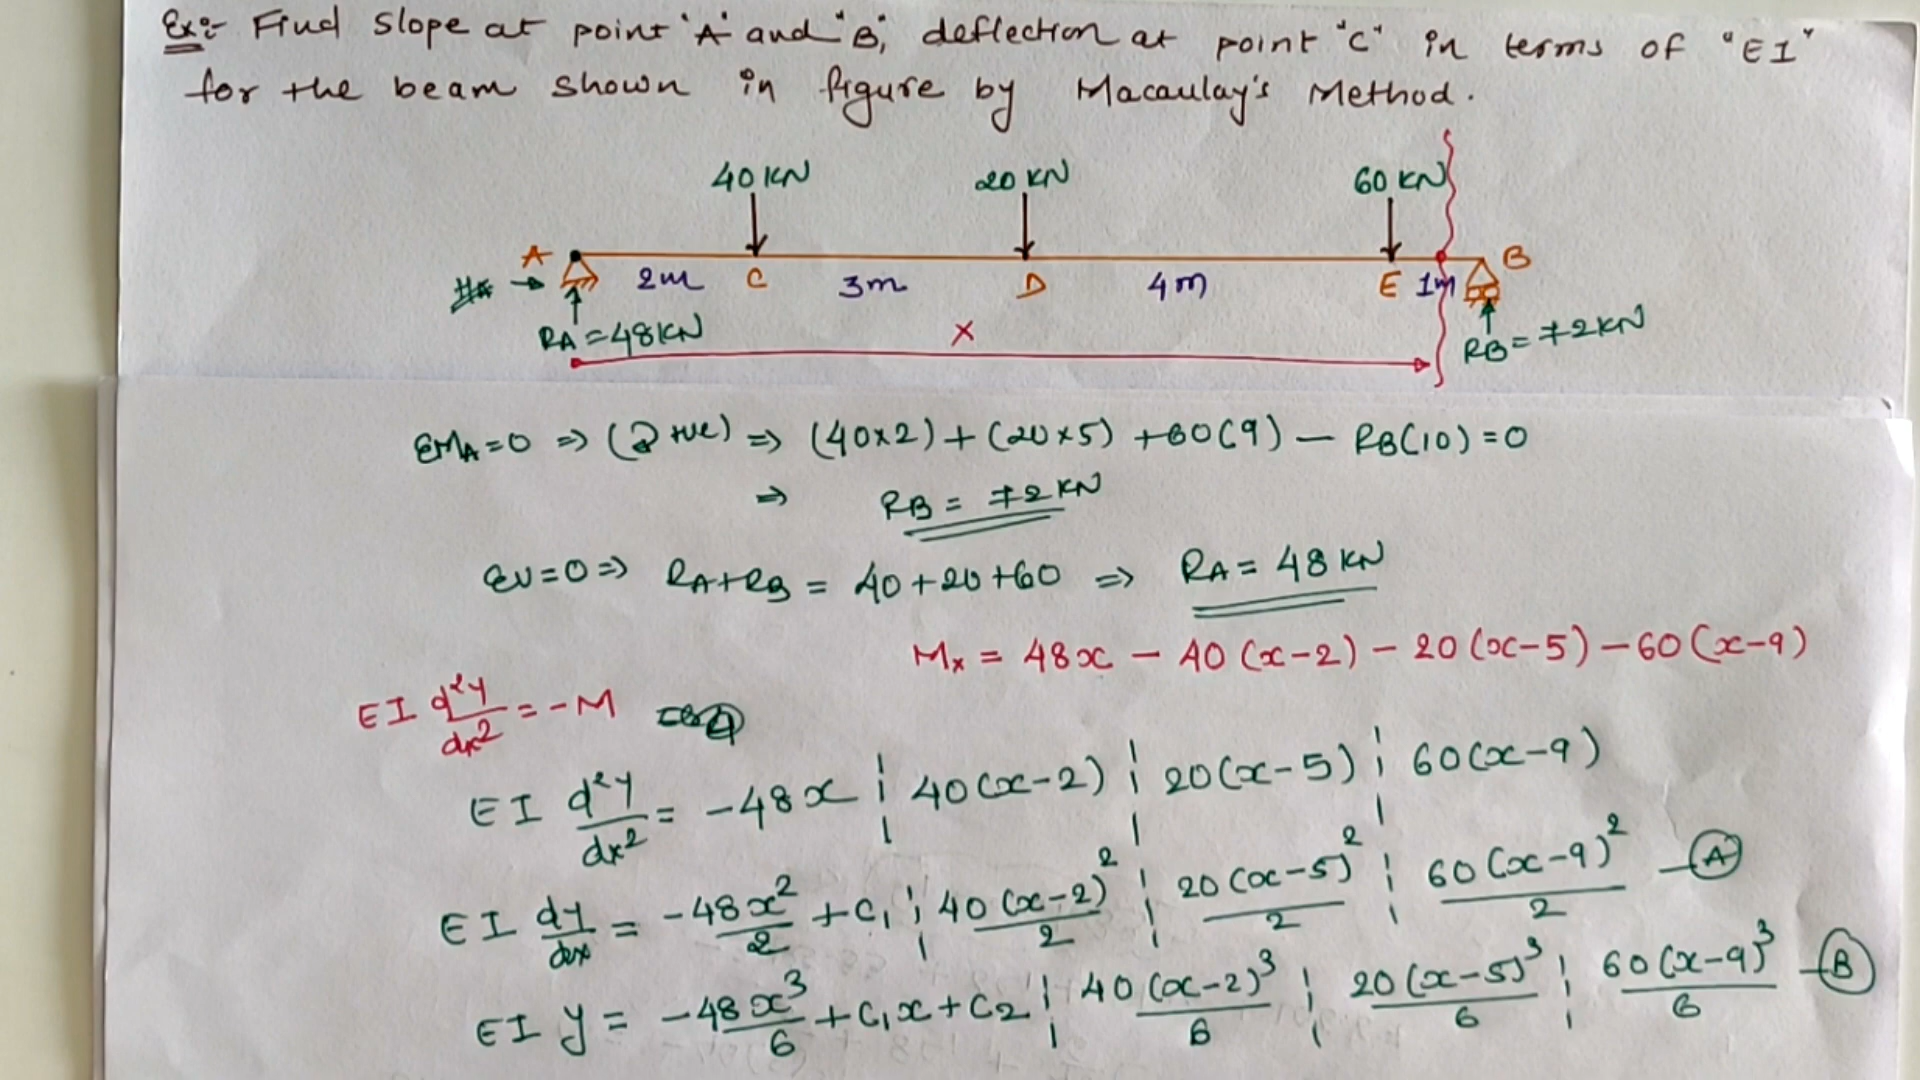 Ex:- Find slope at point "A" and "B", deflection at point "C" in terms of "EI"
for the beam shown in figure by Macaulay's Method.
40 KN 20 KN 60 KN
A 2m C 3m D 4m E 1m B
RA = 48KN x RB = 72KN
ΣMA = 0 ⇒ (↻ +ve) ⇒ (40×2) + (20×5) + 60(9) − RB(10) = 0
⇒ RB = 72 KN
ΣV = 0 ⇒ RA + RB = 40 + 20 + 60 ⇒ RA = 48 KN
Mx = 48x − 40(x−2) − 20(x−5) − 60(x−9)
EI d²y/dx² = −M
EI d²y/dx² = −48x ¦ 40(x−2) ¦ 20(x−5) ¦ 60(x−9)
EI dy/dx = −48x²/2 + C₁ ¦ 40(x−2)²/2 ¦ 20(x−5)²/2 ¦ 60(x−9)²/2 — Ⓐ
EI y = −48x³/6 + C₁x + C₂ ¦ 40(x−2)³/6 ¦ 20(x−5)³/6 ¦ 60(x−9)³/6 — Ⓑ